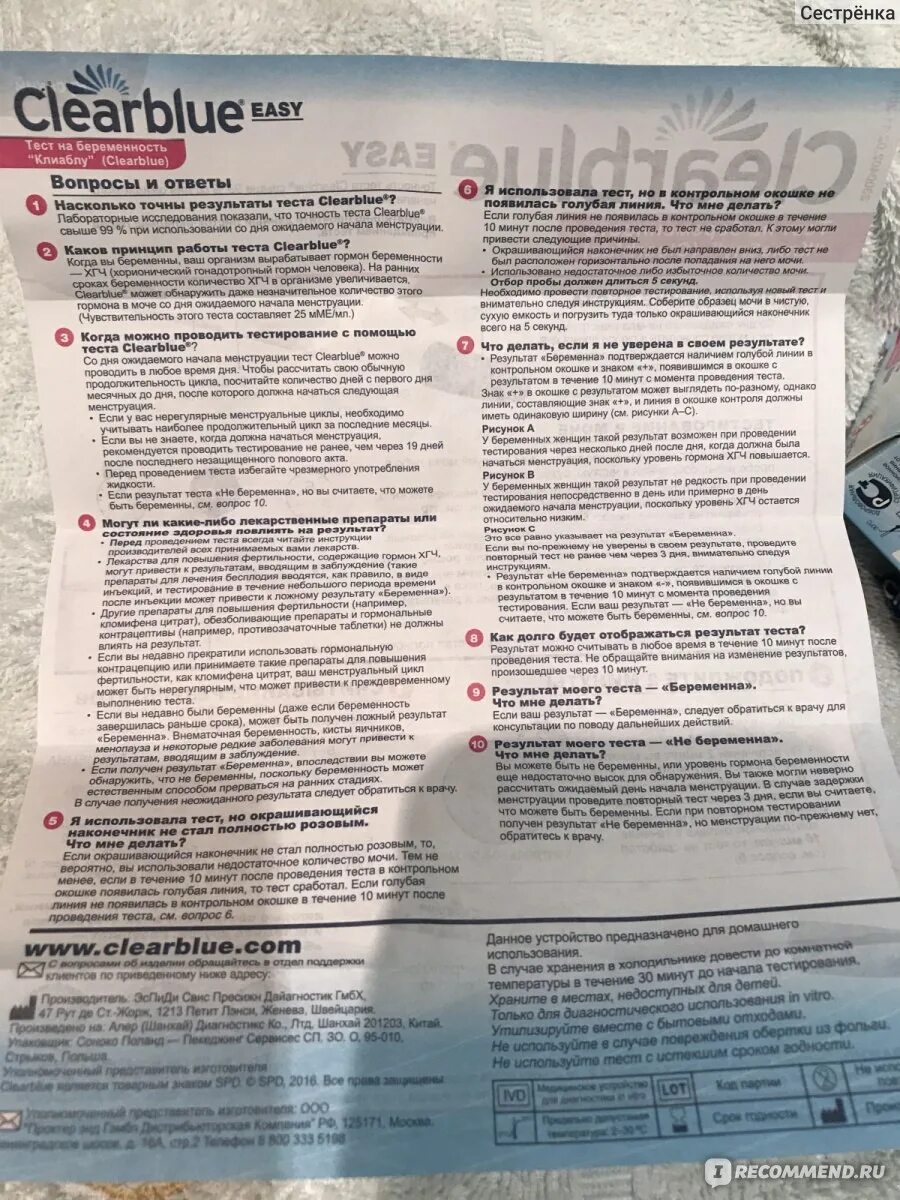 Сестрёнка
Clearblue® EASY
Тест на беременность
"Клиаблу" (Clearblue)
Вопросы и ответы
1 Насколько точны результаты теста Clearblue®?
Лабораторные исследования показали, что точность теста Clearblue®
свыше 99 % при использовании со дня ожидаемого начала менструации.
2 Каков принцип работы теста Clearblue®?
Когда вы беременны, ваш организм вырабатывает гормон беременности
— ХГЧ (хорионический гонадотропный гормон человека). На ранних
сроках беременности количество ХГЧ в организме увеличивается.
Clearblue® может обнаружить даже незначительное количество этого
гормона в моче со дня ожидаемого начала менструации.
(Чувствительность этого теста составляет 25 мМЕ/мл.)
3 Когда можно проводить тестирование с помощью
теста Clearblue®?
Со дня ожидаемого начала менструации тест Clearblue® можно
проводить в любое время дня. Чтобы рассчитать свою обычную
продолжительность цикла, посчитайте количество дней с первого дня
месячных до дня, после которого должна начаться следующая
менструация.
• Если у вас нерегулярные менструальные циклы, необходимо
учитывать наиболее продолжительный цикл за последние месяцы.
• Если вы не знаете, когда должна начаться менструация,
рекомендуется проводить тестирование не ранее, чем через 19 дней
после последнего незащищенного полового акта.
• Перед проведением теста избегайте чрезмерного употребления
жидкости.
• Если результат теста «Не беременна», но вы считаете, что можете
быть беременны, см. вопрос 10.
4 Могут ли какие-либо лекарственные препараты или
состояние здоровья повлиять на результат?
• Перед проведением теста всегда читайте инструкции
производителей всех принимаемых вами лекарств.
• Лекарства для повышения фертильности, содержащие гормон ХГЧ,
могут привести к результатам, вводящим в заблуждение (такие
препараты для лечения бесплодия вводятся, как правило, в виде
инъекций, и тестирование в течение небольшого периода времени
после инъекции может привести к ложному результату «Беременна»).
• Другие препараты для повышения фертильности (например,
кломифена цитрат), обезболивающие препараты и гормональные
контрацептивы (например, противозачаточные таблетки) не должны
влиять на результат.
• Если вы недавно прекратили использовать гормональную
контрацепцию или принимаете такие препараты для повышения
фертильности, как кломифена цитрат, ваш менструальный цикл
может быть нерегулярным, что может привести к преждевременному
выполнению теста.
• Если вы недавно были беременны (даже если беременность
завершилась раньше срока), может быть получен ложный результат
«Беременна». Внематочная беременность, кисты яичников,
менопауза и некоторые редкие заболевания могут привести к
результатам, вводящим в заблуждение.
• Если получен результат «Беременна», впоследствии вы можете
обнаружить, что не беременны, поскольку беременность может
естественным способом прерваться на ранних стадиях.
В случае получения неожиданного результата следует обратиться к врачу.
5 Я использовала тест, но окрашивающийся
наконечник не стал полностью розовым.
Что мне делать?
Если окрашивающийся наконечник не стал полностью розовым, то,
вероятно, вы использовали недостаточное количество мочи. Тем не
менее, если в течение 10 минут после проведения теста в контрольном
окошке появилась голубая линия, то тест сработал. Если голубая
линия не появилась в контрольном окошке в течение 10 минут после
проведения теста, см. вопрос 6.
6 Я использовала тест, но в контрольном окошке не
появилась голубая линия. Что мне делать?
Если голубая линия не появилась в контрольном окошке в течение
10 минут после проведения теста, то тест не сработал. К этому могли
привести следующие причины.
• Окрашивающийся наконечник не был направлен вниз, либо тест не
был расположен горизонтально после попадания на него мочи.
• Использовано недостаточное либо избыточное количество мочи.
Отбор пробы должен длиться 5 секунд.
Необходимо провести повторное тестирование, используя новый тест и
внимательно следуя инструкциям. Соберите образец мочи в чистую,
сухую емкость и погрузить туда только окрашивающийся наконечник
всего на 5 секунд.
7 Что делать, если я не уверена в своем результате?
• Результат «Беременна» подтверждается наличием голубой линии в
контрольном окошке и знаком «+», появившимся в окошке с
результатом в течение 10 минут с момента проведения теста.
Знак «+» в окошке с результатом может выглядеть по-разному, однако
линии, составляющие знак «+», и линия в окошке контроля должны
иметь одинаковую ширину (см. рисунки A–C).
Рисунок A
У беременных женщин такой результат возможен при проведении
тестирования через несколько дней после дня, когда должна была
начаться менструация, поскольку уровень гормона ХГЧ повышается.
Рисунок B
У беременных женщин такой результат не редкость при проведении
тестирования непосредственно в день или примерно в день
ожидаемого начала менструации, поскольку уровень ХГЧ остается
относительно низким.
Рисунок C
Это все равно указывает на результат «Беременна».
Если вы по-прежнему не уверены в своем результате, проведите
повторный тест не ранее чем через 3 дня, внимательно следуя
инструкциям.
• Результат «Не беременна» подтверждается наличием голубой линии
в контрольном окошке и знаком «-», появившимся в окошке с
результатом в течение 10 минут с момента проведения
тестирования. Если ваш результат — «Не беременна», но вы
считаете, что можете быть беременны, см. вопрос 10.
8 Как долго будет отображаться результат теста?
Результат можно считывать в любое время в течение 10 минут после
проведения теста. Не обращайте внимания на изменение результатов,
произошедшее через 10 минут.
9 Результат моего теста — «Беременна».
Что мне делать?
Если ваш результат — «Беременна», следует обратиться к врачу для
консультации по поводу дальнейших действий.
10 Результат моего теста — «Не беременна».
Что мне делать?
Вы можете быть не беременны, или уровень гормона беременности
еще недостаточно высок для обнаружения. Вы также могли неверно
рассчитать ожидаемый день начала менструации. В случае задержки
менструации проведите повторный тест через 3 дня, если вы считаете,
что можете быть беременны. Если при повторном тестировании
получен результат «Не беременна», но менструации по-прежнему нет,
обратитесь к врачу.
www.clearblue.com
С вопросами об изделии обращайтесь в отдел поддержки
клиентов по приведенному ниже адресу:
Производитель: ЭсПиДи Свис Пресижн Дайагностик ГмбХ,
47 Рут де Ст.-Жорж, 1213 Петит Лэнси, Женева, Швейцария.
Произведено на: Алер (Шанхай) Диагностикс Ко., Лтд, Шанхай 201203, Китай.
Упаковщик: Соноко Поланд — Пекеджинг Сервисес СП. ЗО. О, 95-010,
Стрыков, Польша.
Уполномоченный представитель изготовителя
Clearblue является товарным знаком SPD. © SPD, 2016. Все права защищены
Уполномоченный представитель изготовителя: ООО
"Проктер энд Гэмбл Дистрибьюторская Компания" РФ, 125171, Москва,
Ленинградское шоссе, д. 16А, стр.2 Телефон 8 800 333 5198
Данное устройство предназначено для домашнего
использования.
В случае хранения в холодильнике довести до комнатной
температуры в течение 30 минут до начала тестирования.
Храните в местах, недоступных для детей.
Только для диагностического использования in vitro.
Утилизируйте вместе с бытовыми отходами.
Не используйте в случае повреждения обертки из фольги.
Не используйте тест с истекшим сроком годности.
IVD Медицинское устройство для диагностики in vitro
LOT Код партии
Предельно допустимая температура: 2–30 °C
Срок годности
IRECOMMEND.RU